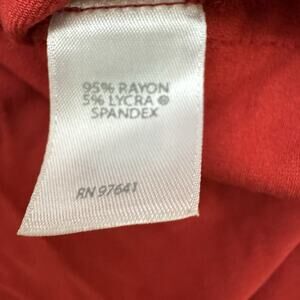 95% RAYON
5% LYCRA ®
SPANDEX
RN 97641